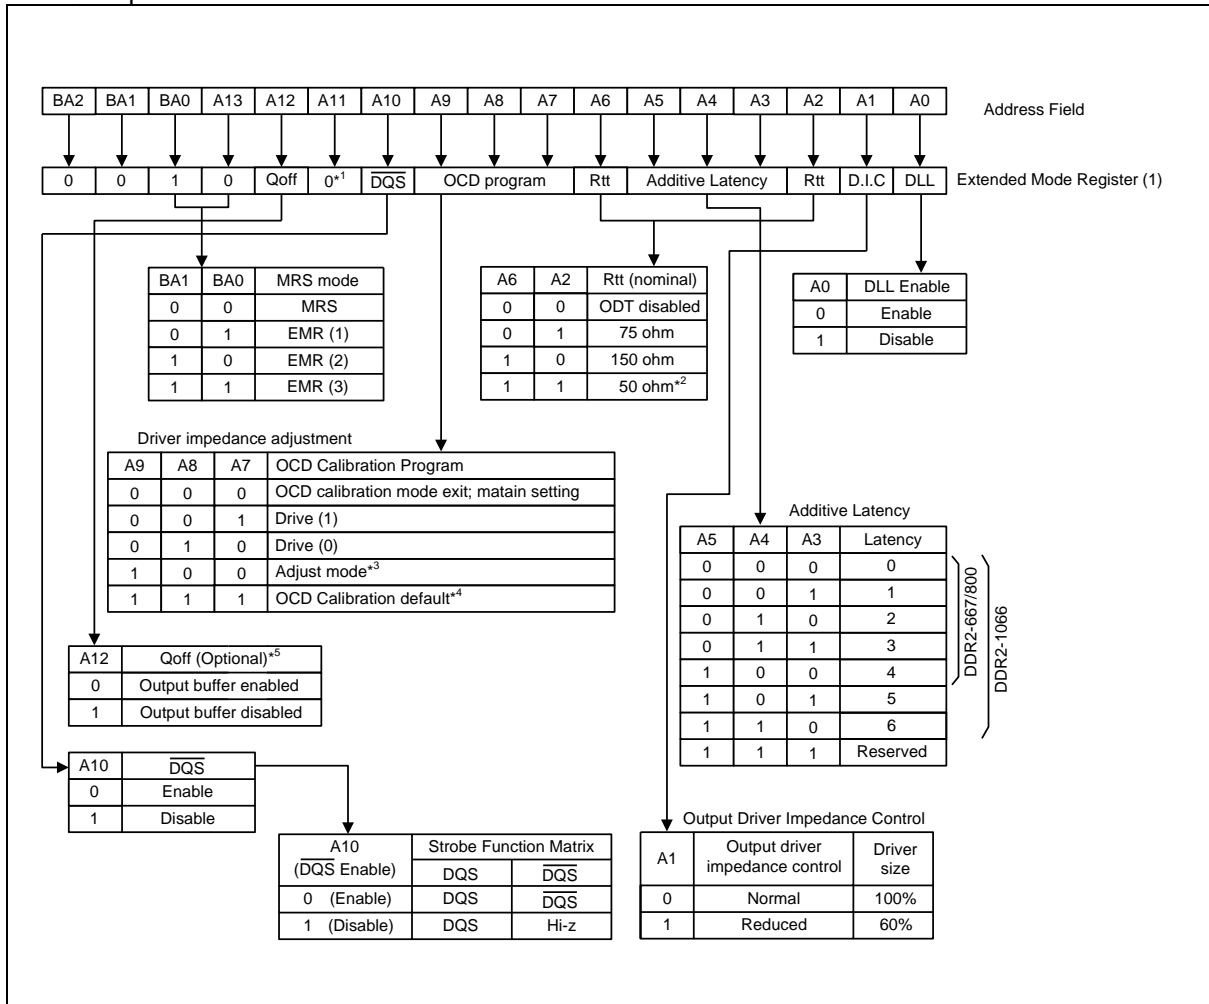 BA2 BA1 BA0 A13 A12 A11 A10 A9 A8 A7 A6 A5 A4 A3 A2 A1 A0
Address Field
0 0 1 0 Qoff 0*1 DQS OCD program Rtt Additive Latency Rtt D.I.C DLL
Extended Mode Register (1)
BA1 BA0 MRS mode
0 0 MRS
0 1 EMR (1)
1 0 EMR (2)
1 1 EMR (3)
A6 A2 Rtt (nominal)
0 0 ODT disabled
0 1 75 ohm
1 0 150 ohm
1 1 50 ohm*2
A0 DLL Enable
0 Enable
1 Disable
Driver impedance adjustment
A9 A8 A7 OCD Calibration Program
0 0 0 OCD calibration mode exit; matain setting
0 0 1 Drive (1)
0 1 0 Drive (0)
1 0 0 Adjust mode*3
1 1 1 OCD Calibration default*4
Additive Latency
A5 A4 A3 Latency
0 0 0 0
0 0 1 1
0 1 0 2
0 1 1 3
1 0 0 4
1 0 1 5
1 1 0 6
1 1 1 Reserved
DDR2-667/800
DDR2-1066
A12 Qoff (Optional)*5
0 Output buffer enabled
1 Output buffer disabled
A10 DQS
0 Enable
1 Disable
A10
(DQS Enable)
Strobe Function Matrix
DQS DQS
0 (Enable) DQS DQS
1 (Disable) DQS Hi-z
Output Driver Impedance Control
A1
Output driver
impedance control
Driver
size
0 Normal 100%
1 Reduced 60%